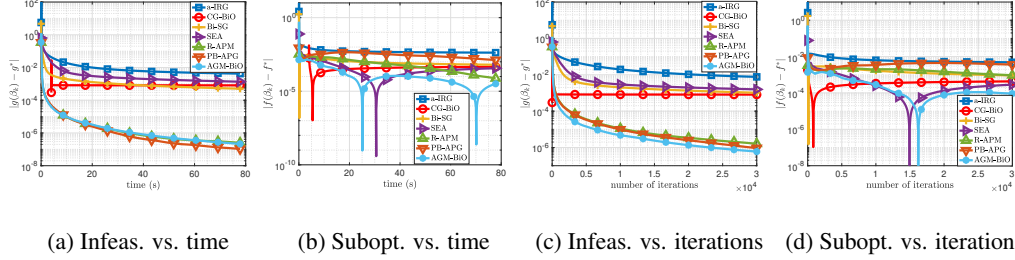 10^2
10^0
10^-2
10^-4
10^-6
10^-8
|g(β_k) − g*|
0 20 40 60 80
time (s)
a-IRG
CG-BiO
Bi-SG
SEA
R-APM
PB-APG
AGM-BiO
10^0
10^-5
10^-10
|f(β_k) − f*|
0 20 40 60 80
time (s)
a-IRG
CG-BiO
Bi-SG
SEA
R-APM
PB-APG
AGM-BiO
10^2
10^0
10^-2
10^-4
10^-6
10^-8
|g(β_k) − g*|
0 0.5 1 1.5 2 2.5 3
number of iterations
×10^4
a-IRG
CG-BiO
Bi-SG
SEA
R-APM
PB-APG
AGM-BiO
10^0
10^-5
10^-10
|f(β_k) − f*|
0 0.5 1 1.5 2 2.5 3
number of iterations
×10^4
a-IRG
CG-BiO
Bi-SG
SEA
R-APM
PB-APG
AGM-BiO
(a) Infeas. vs. time
(b) Subopt. vs. time
(c) Infeas. vs. iterations
(d) Subopt. vs. iteration